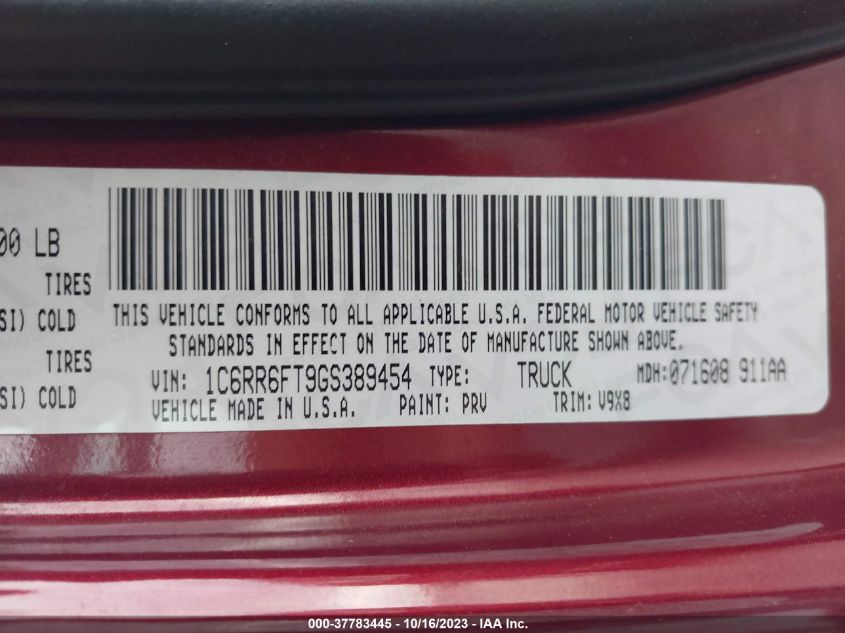 00 LB
TIRES
SI) COLD
TIRES
SI) COLD
THIS VEHICLE CONFORMS TO ALL APPLICABLE U.S.A. FEDERAL MOTOR VEHICLE SAFETY
STANDARDS IN EFFECT ON THE DATE OF MANUFACTURE SHOWN ABOVE.
VIN: 1C6RR6FT9GS389454 TYPE: TRUCK MDH:071608 911AA
VEHICLE MADE IN U.S.A. PAINT: PRV TRIM: V9X8
000-37783445 - 10/16/2023 - IAA Inc.